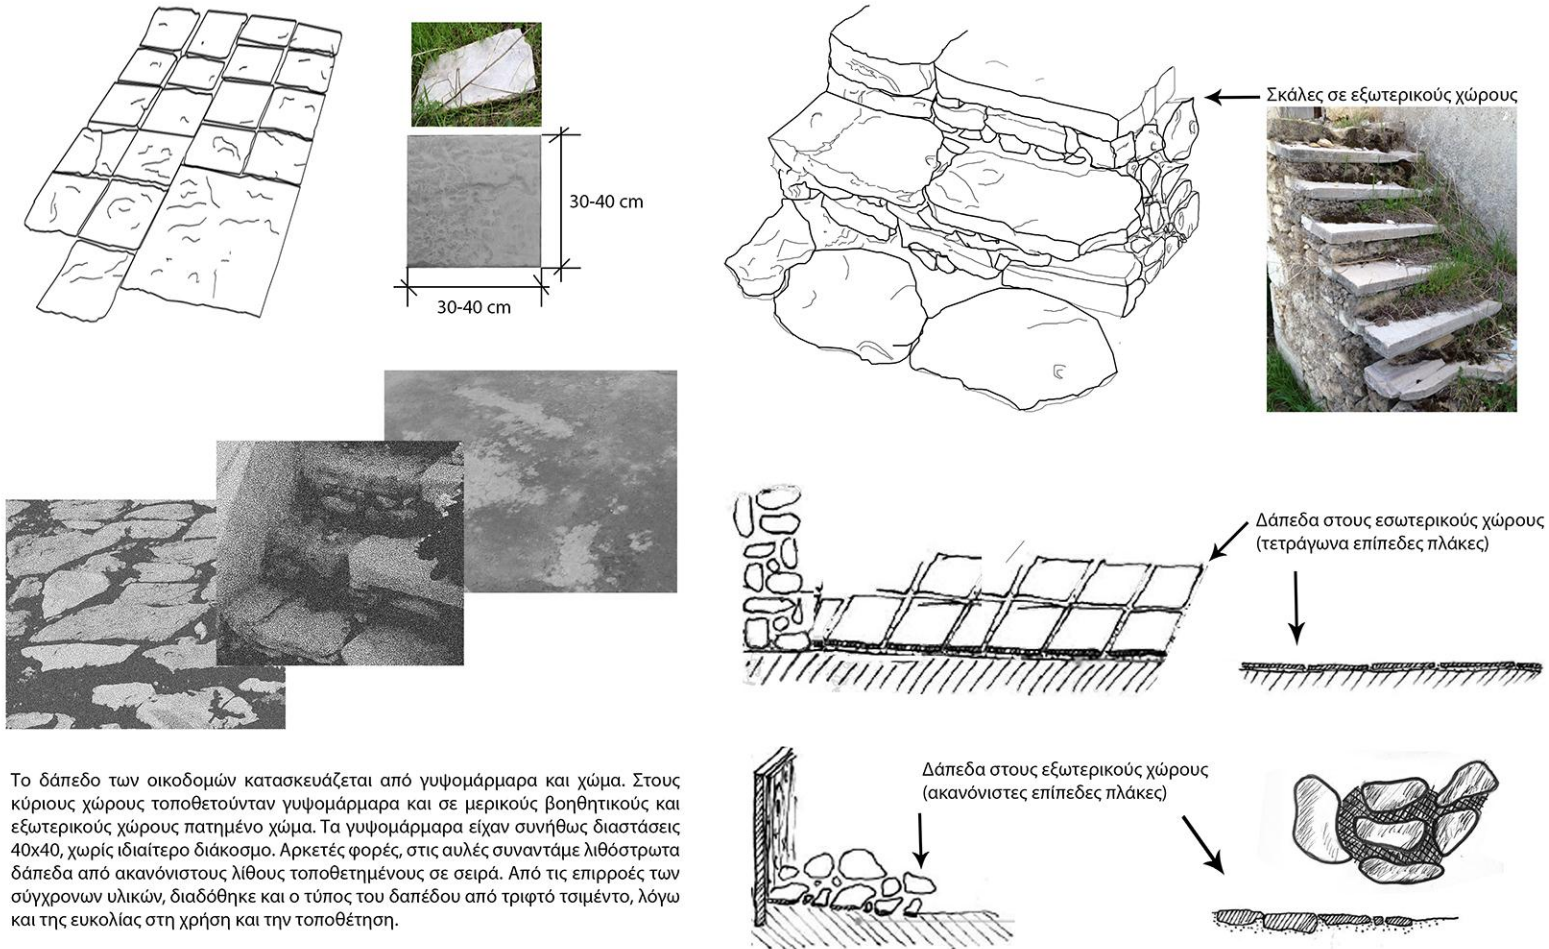 30-40 cm
30-40 cm
Σκάλες σε εξωτερικούς χώρους
Δάπεδα στους εσωτερικούς χώρους
(τετράγωνα επίπεδες πλάκες)
Δάπεδα στους εξωτερικούς χώρους
(ακανόνιστες επίπεδες πλάκες)
Το δάπεδο των οικοδομών κατασκευάζεται από γυψομάρμαρα και χώμα. Στους
κύριους χώρους τοποθετούνταν γυψομάρμαρα και σε μερικούς βοηθητικούς και
εξωτερικούς χώρους πατημένο χώμα. Τα γυψομάρμαρα είχαν συνήθως διαστάσεις
40x40, χωρίς ιδιαίτερο διάκοσμο. Αρκετές φορές, στις αυλές συναντάμε λιθόστρωτα
δάπεδα από ακανόνιστους λίθους τοποθετημένους σε σειρά. Από τις επιρροές των
σύγχρονων υλικών, διαδόθηκε και ο τύπος του δαπέδου από τριφτό τσιμέντο, λόγω
και της ευκολίας στη χρήση και την τοποθέτηση.